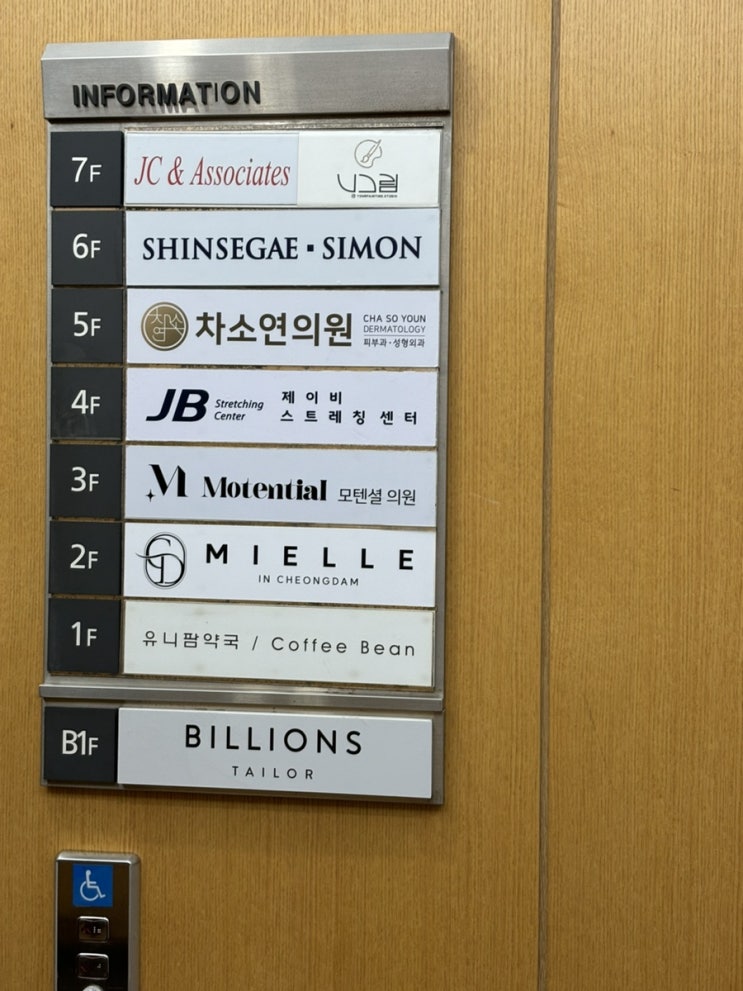 INFORMATION
7F
JC & Associates
6F
SHINSEGAE · SIMON
5F
차소연의원
CHA SO YOUN
DERMATOLOGY
피부과·성형외과
4F
JB
Stretching
Center
제이비
스트레칭 센터
3F
M Motential 모텐셜 의원
2F
MIELLE
IN CHEONGDAM
1F
유니팜약국 / Coffee Bean
B1F
BILLIONS
TAILOR